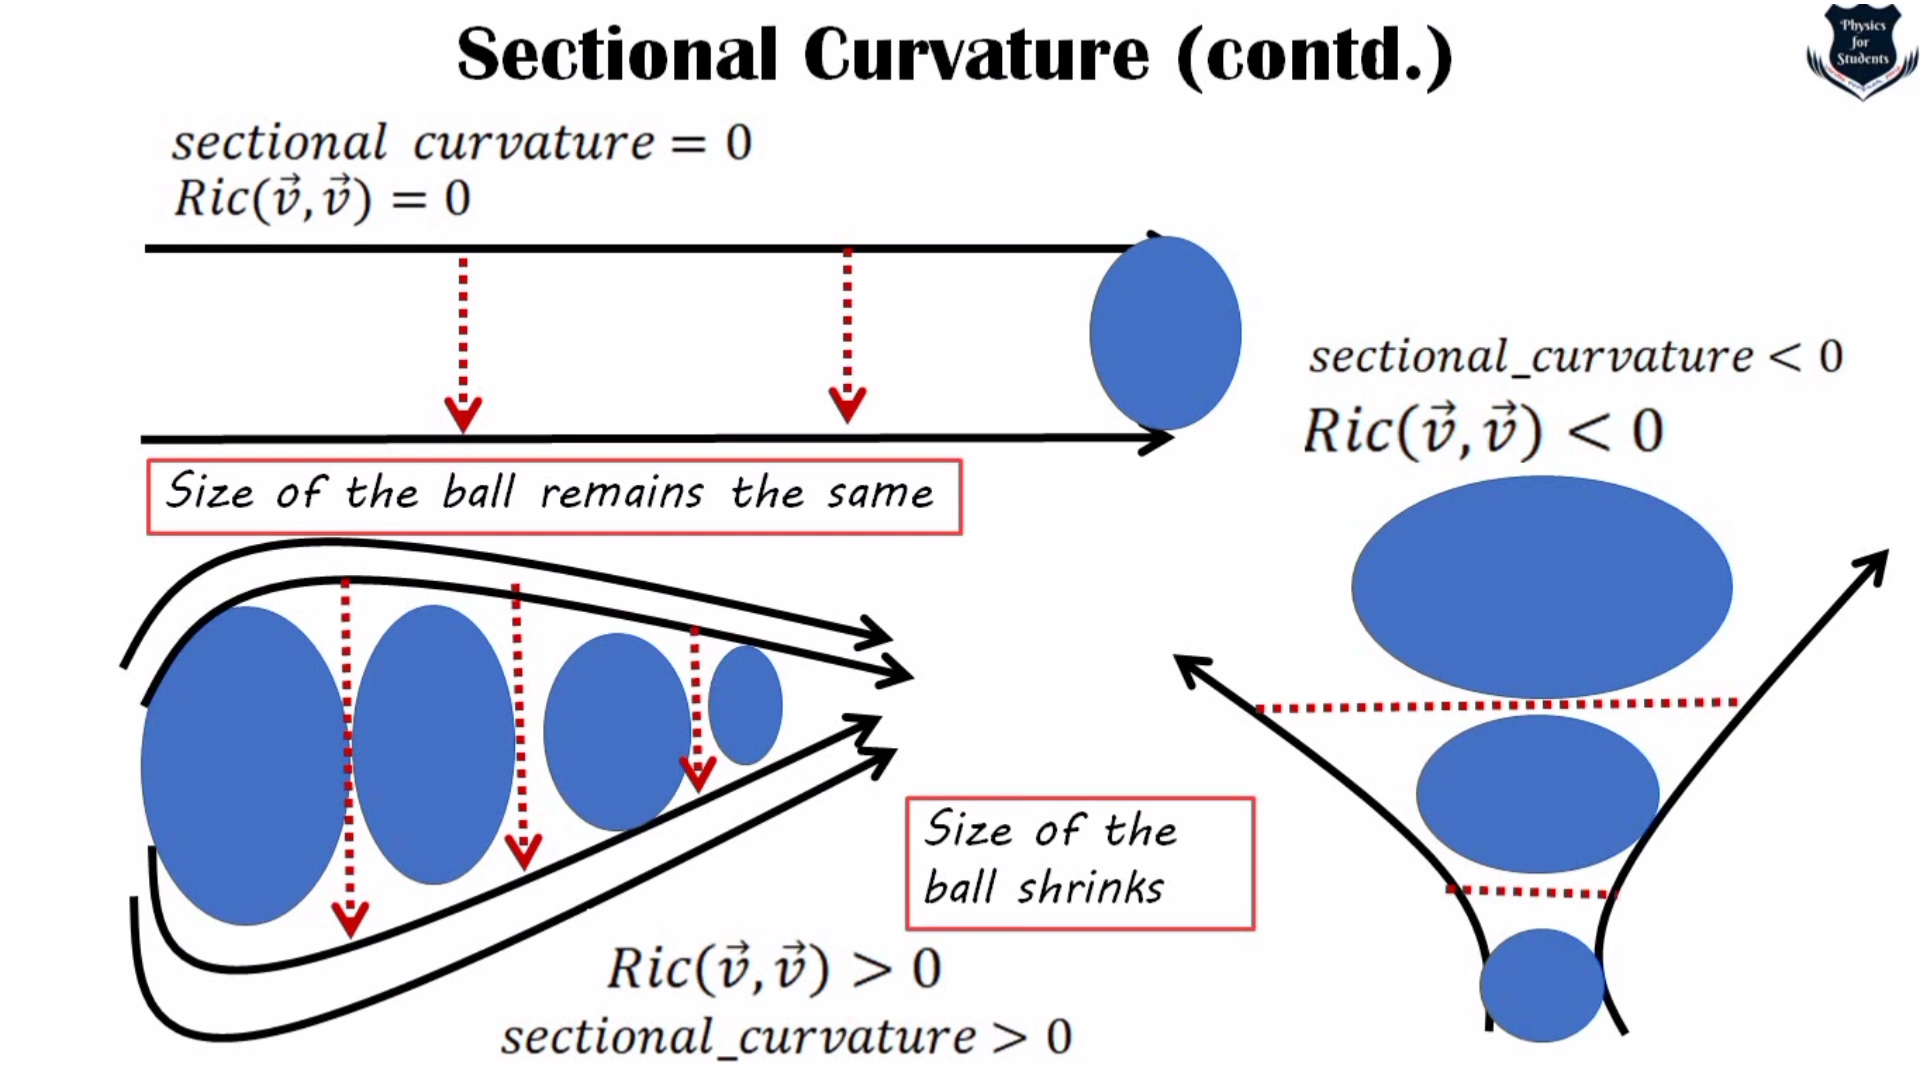 Sectional Curvature (contd.)
Physics
for
Students
sectional curvature = 0
Ric(v⃗, v⃗) = 0
Size of the ball remains the same
sectional_curvature < 0
Ric(v⃗, v⃗) < 0
Size of the
ball shrinks
Ric(v⃗, v⃗) > 0
sectional_curvature > 0